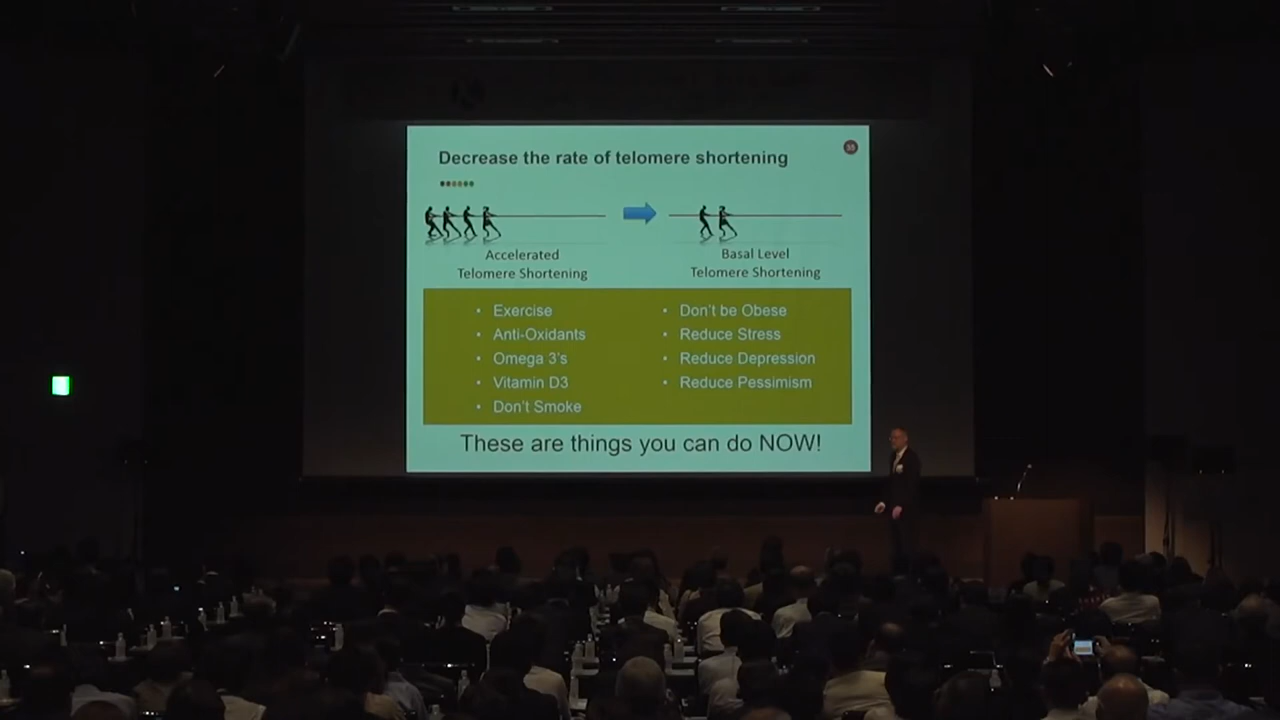 Decrease the rate of telomere shortening
35
Accelerated
Telomere Shortening
Basal Level
Telomere Shortening
• Exercise
• Anti-Oxidants
• Omega 3's
• Vitamin D3
• Don't Smoke
• Don't be Obese
• Reduce Stress
• Reduce Depression
• Reduce Pessimism
These are things you can do NOW!